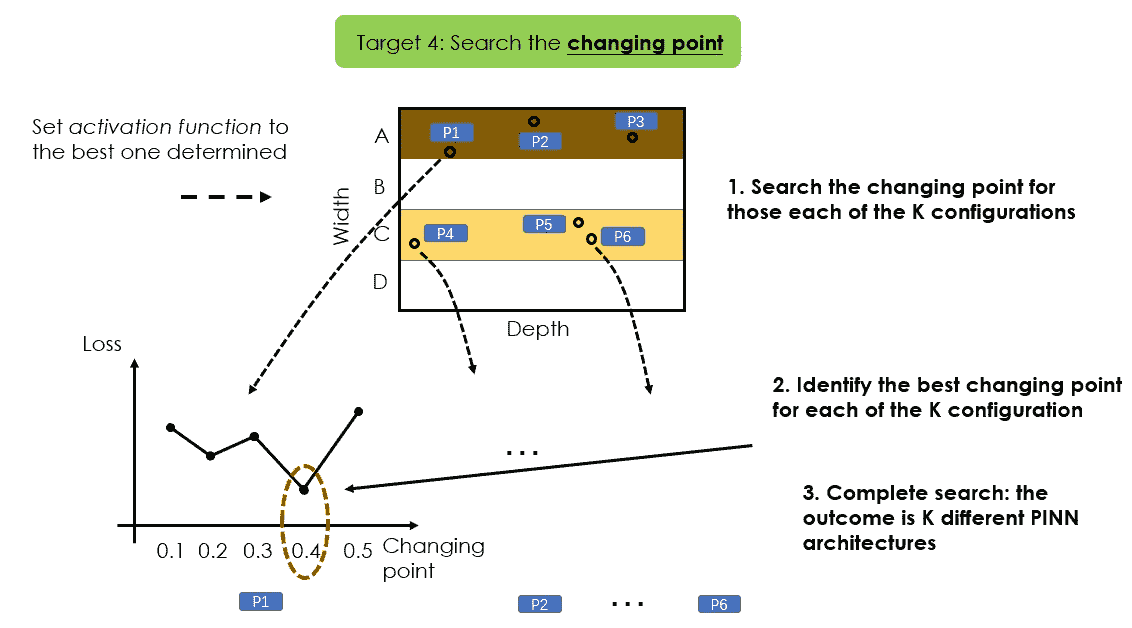 Target 4: Search the changing point
Set activation function to
the best one determined
Width
A
B
C
D
P1
P2
P3
P4
P5
P6
Depth
1. Search the changing point for
those each of the K configurations
Loss
0.1 0.2 0.3 0.4 0.5
Changing
point
...
2. Identify the best changing point
for each of the K configuration
3. Complete search: the
outcome is K different PINN
architectures
P1
P2
...
P6